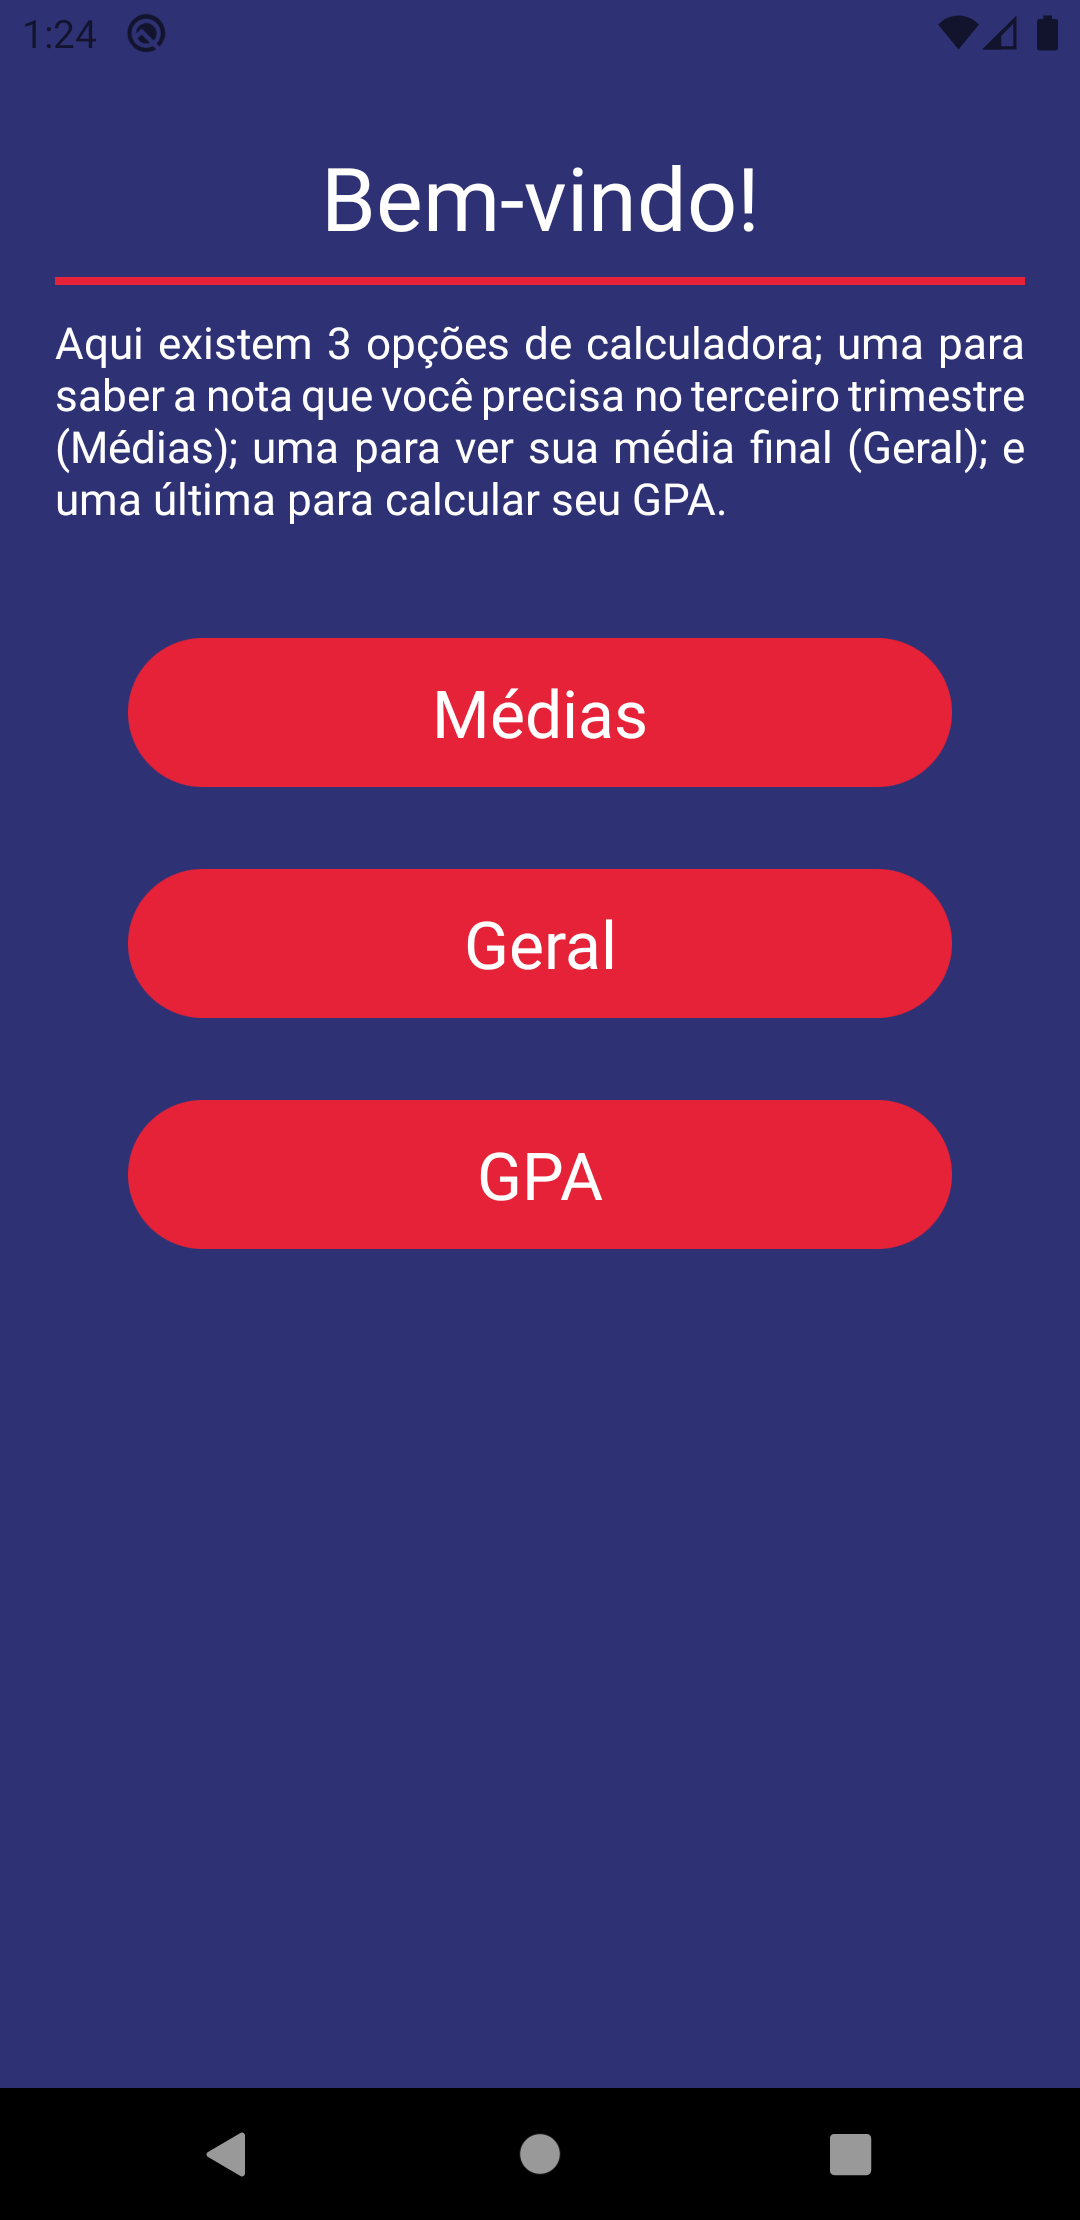 1:24
Bem-vindo!
Aqui existem 3 opções de calculadora; uma para
saber a nota que você precisa no terceiro trimestre
(Médias); uma para ver sua média final (Geral); e
uma última para calcular seu GPA.
Médias
Geral
GPA